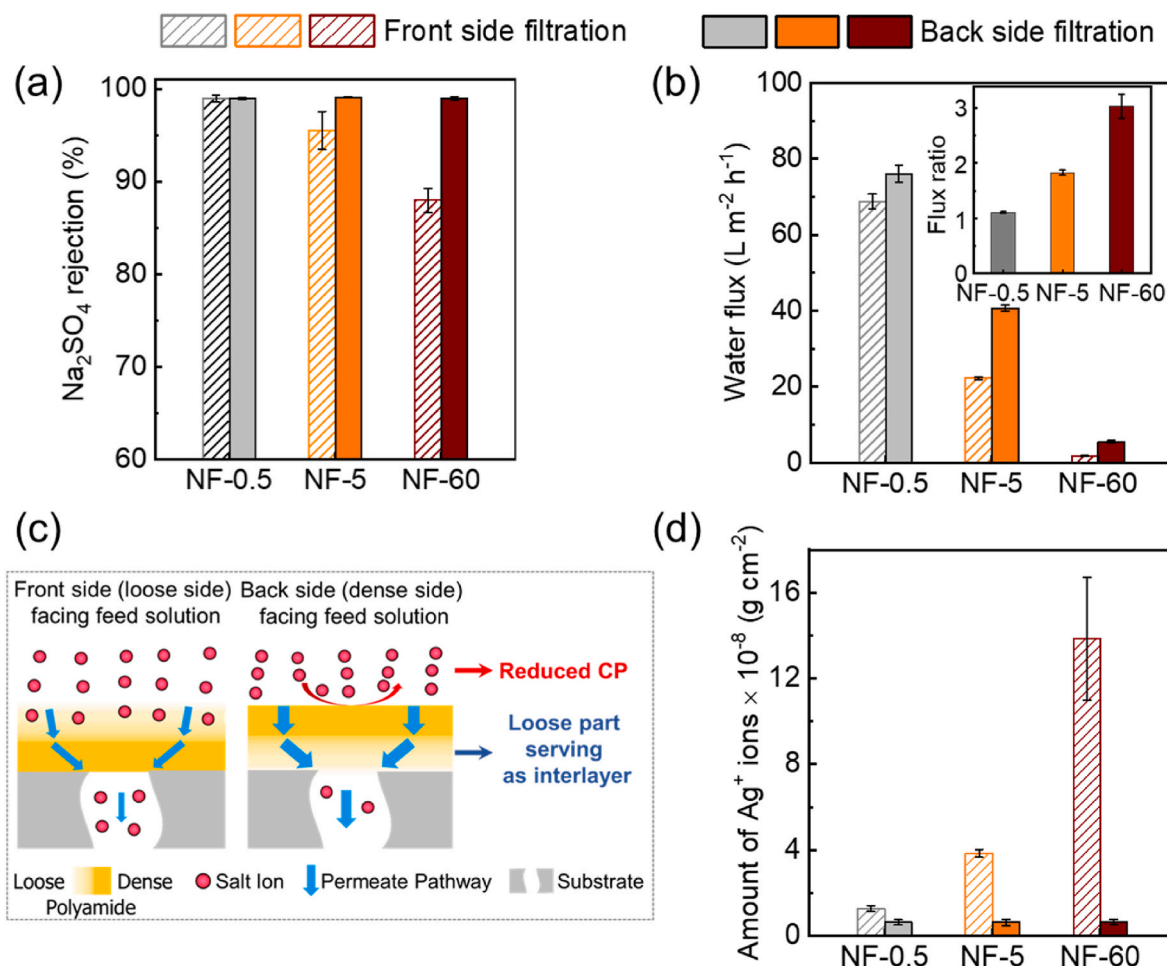 Front side filtration
Back side filtration
(a)
Na₂SO₄ rejection (%)
100
90
80
70
60
NF-0.5 NF-5 NF-60
(b)
Water flux (L m⁻² h⁻¹)
100
80
60
40
20
0
NF-0.5 NF-5 NF-60
Flux ratio
3
2
1
0
NF-0.5 NF-5 NF-60
(c)
Front side (loose side)
facing feed solution
Back side (dense side)
facing feed solution
Reduced CP
Loose part
serving
as interlayer
Loose Dense
Polyamide
Salt Ion
Permeate Pathway
Substrate
(d)
Amount of Ag⁺ ions × 10⁻⁸ (g cm⁻²)
16
12
8
4
0
NF-0.5 NF-5 NF-60